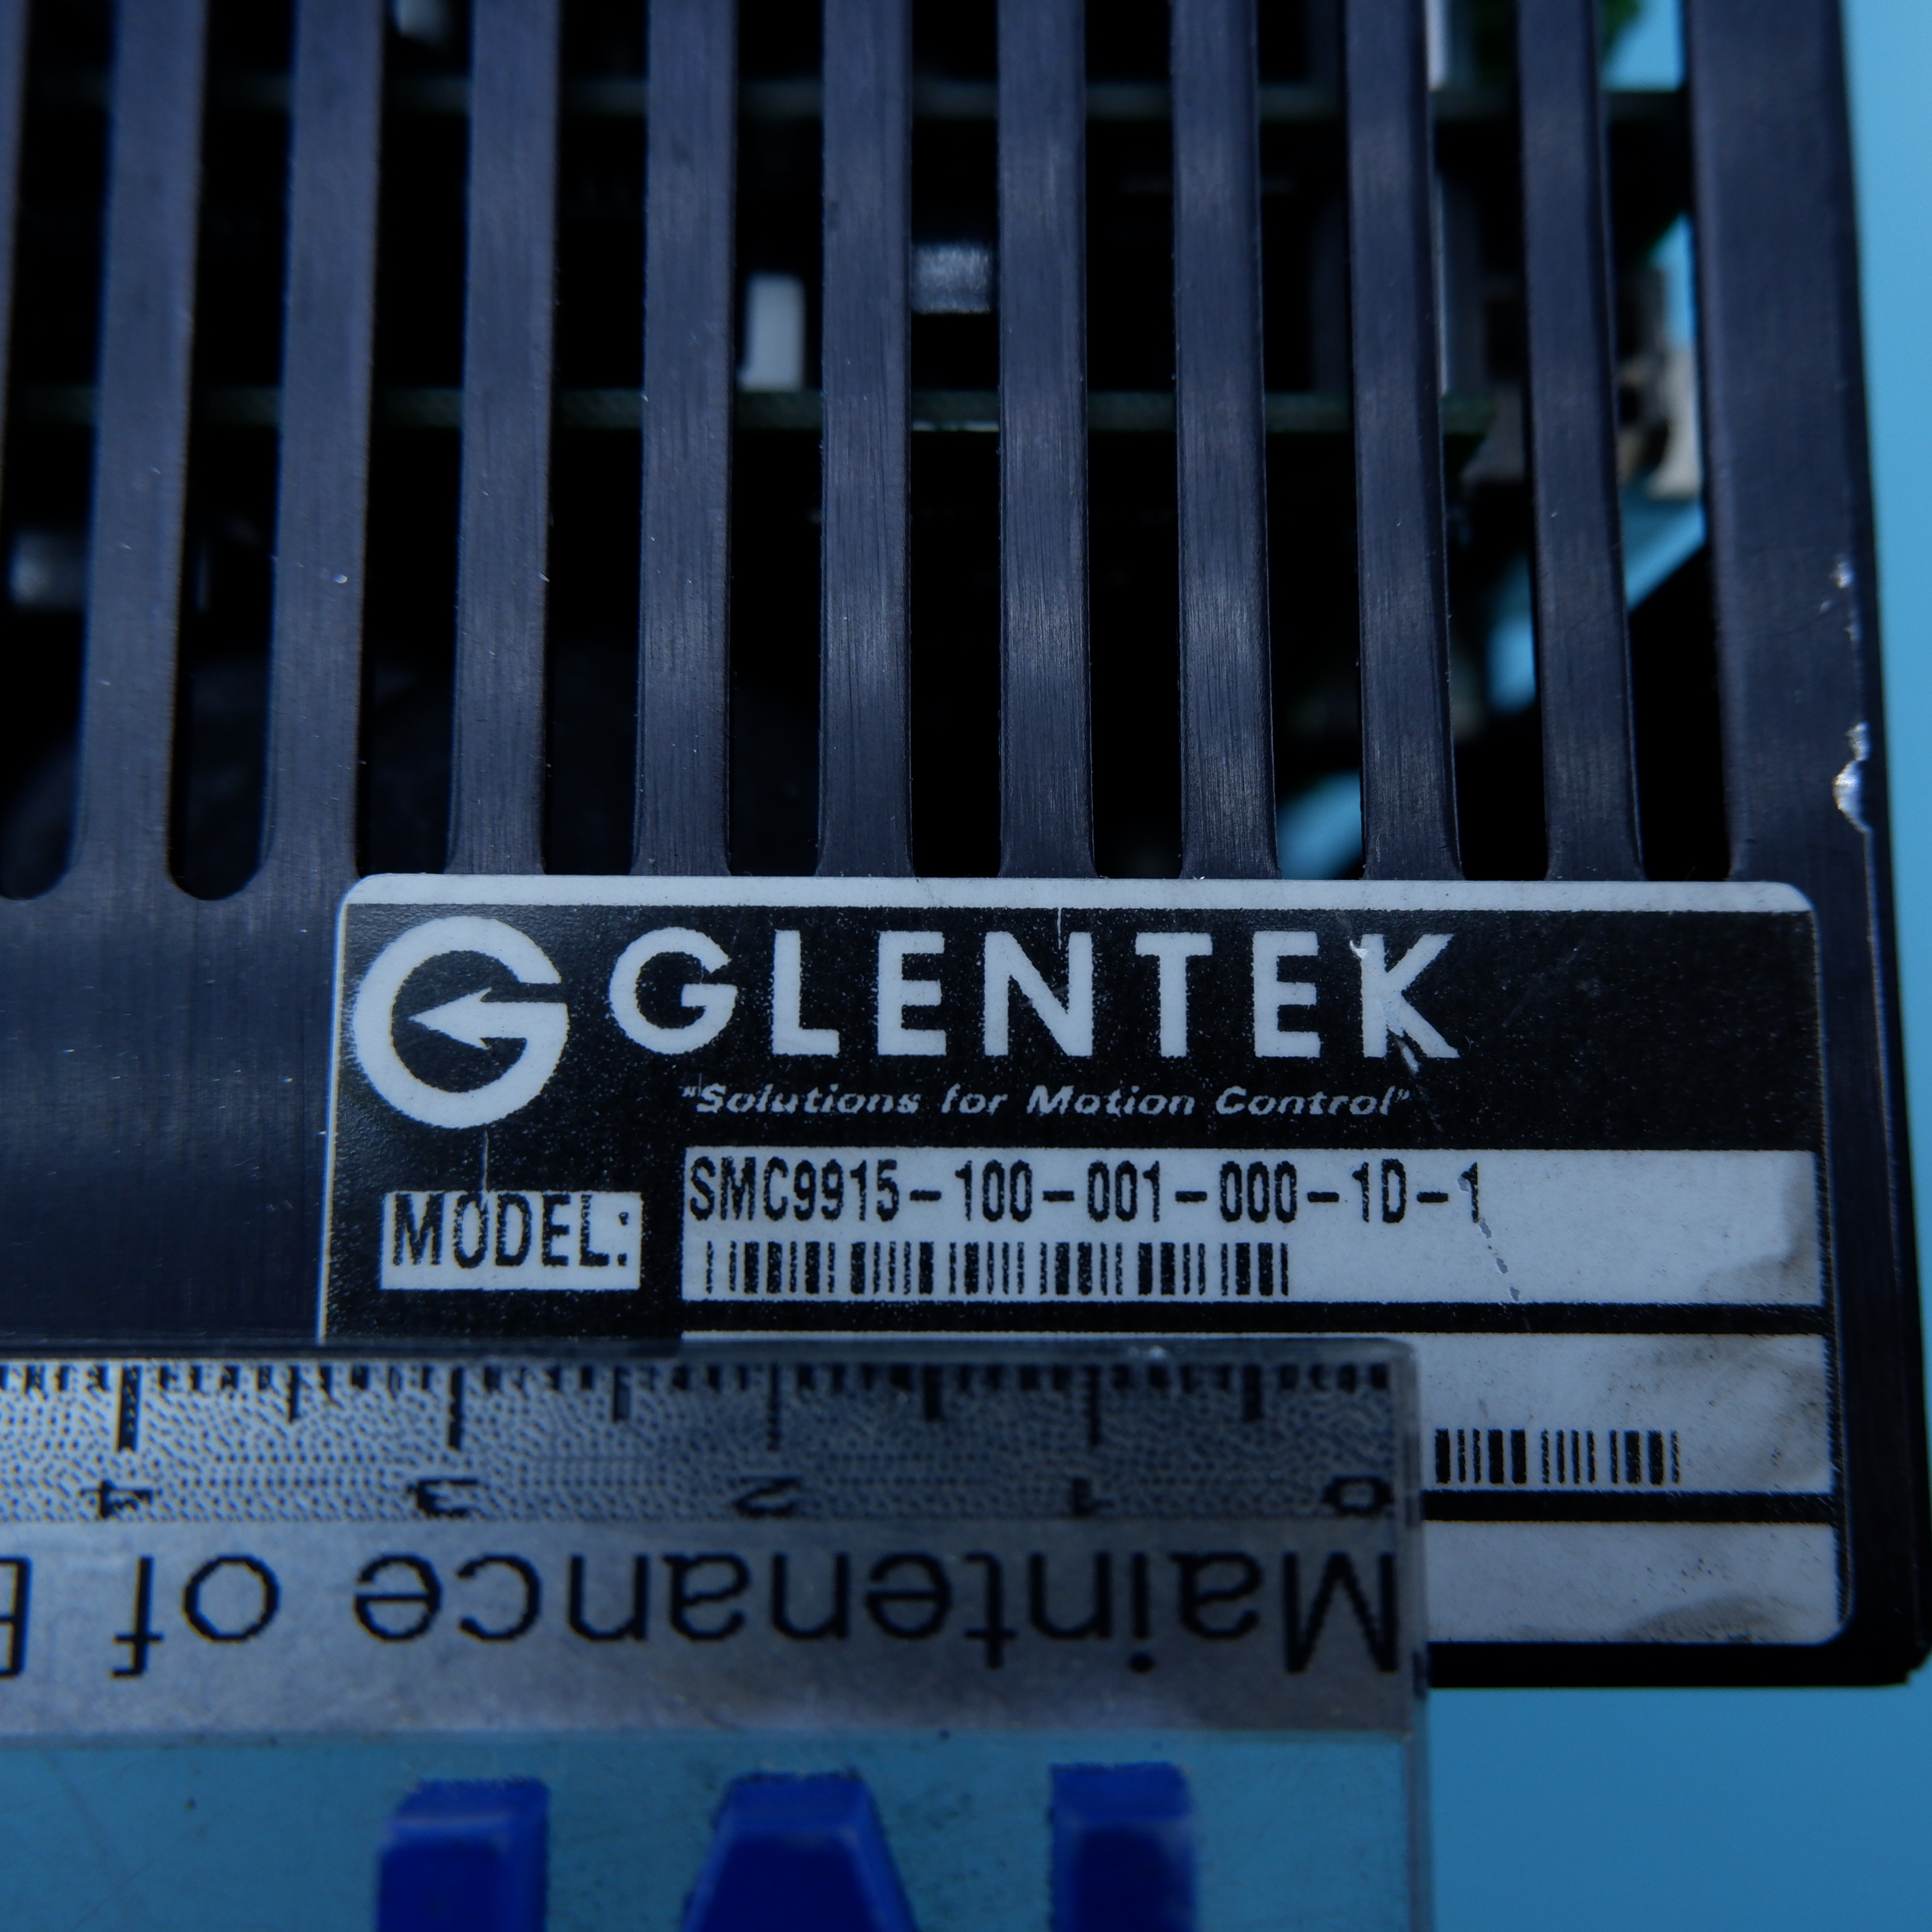 GLENTEK
"Solutions for Motion Control"
MODEL:
SMC9915-100-001-000-1D-1
4 3 2 1 0
Maintenance of